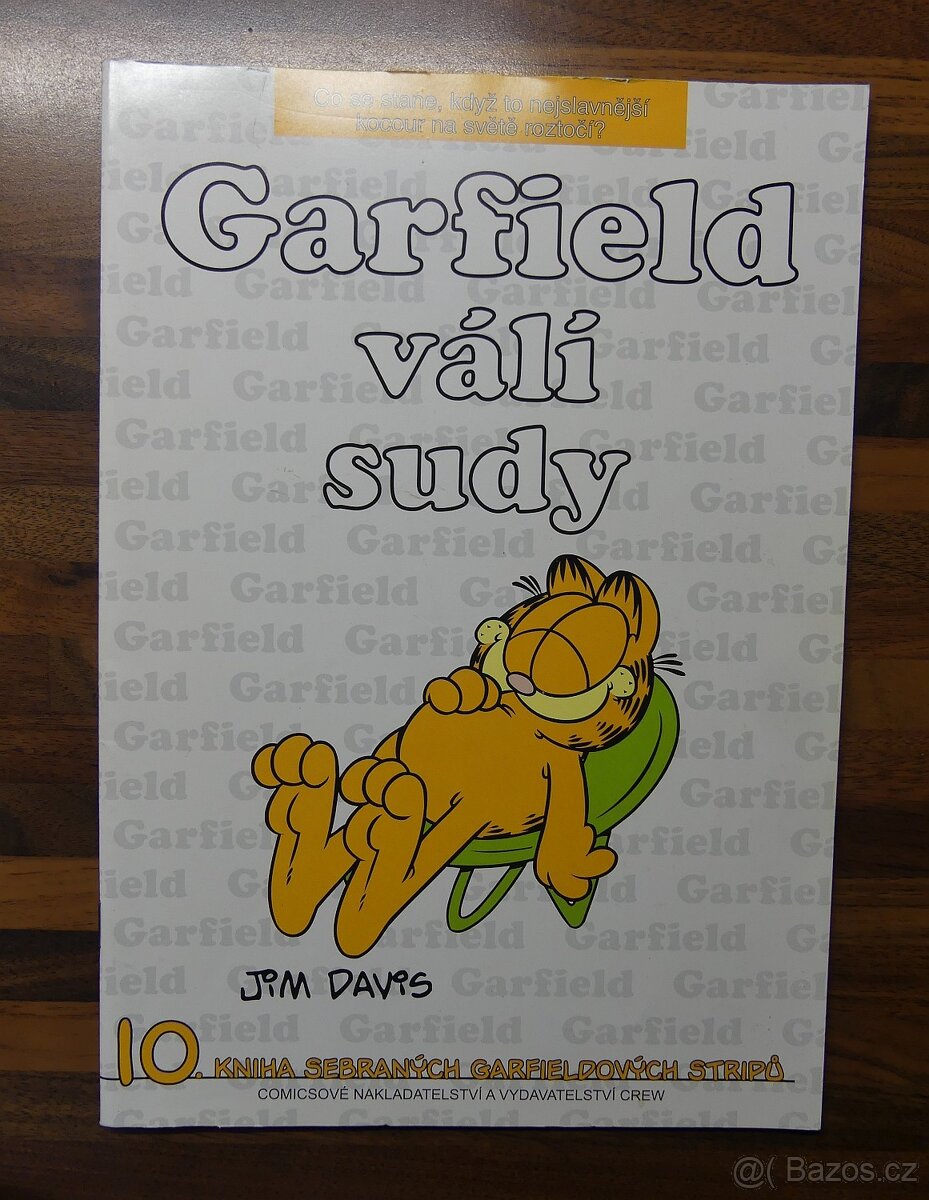 Co se stane, když to nejslavnější
kocour na světě roztočí?
Garfield
válí
sudy
JIM DAVIS
10. KNIHA SEBRANÝCH GARFIELDOVÝCH STRIPŮ
COMICSOVÉ NAKLADATELSTVÍ A VYDAVATELSTVÍ CREW
@( Bazos.cz